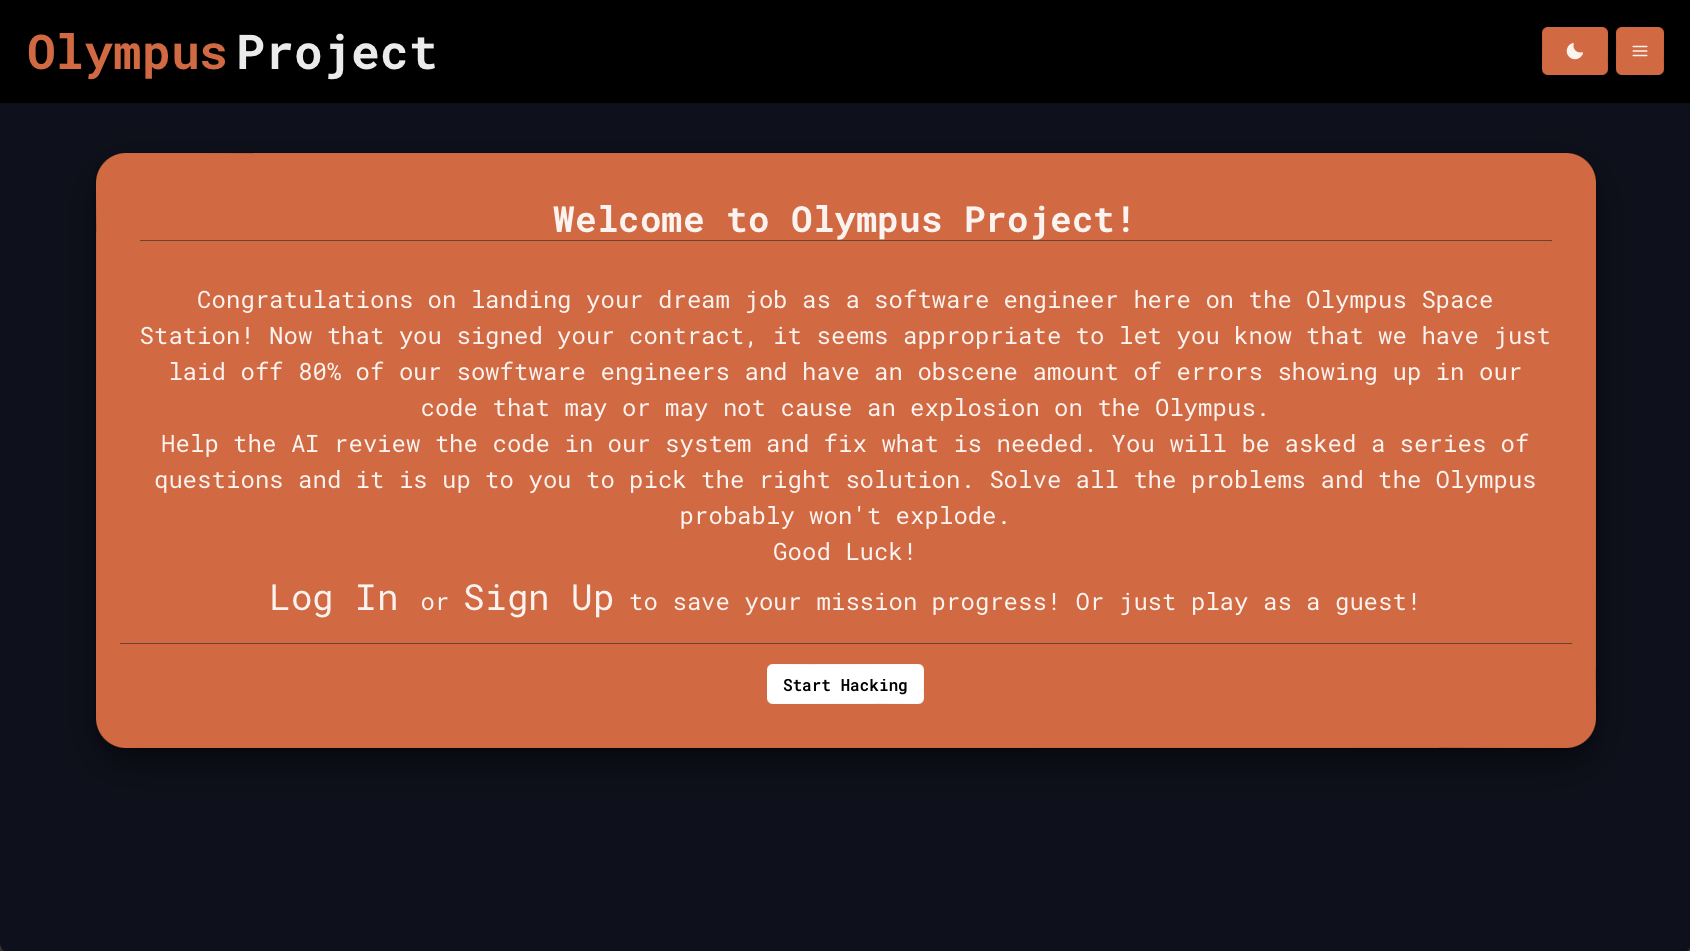 Olympus Project
Welcome to Olympus Project!
Congratulations on landing your dream job as a software engineer here on the Olympus Space
Station! Now that you signed your contract, it seems appropriate to let you know that we have just
laid off 80% of our sowftware engineers and have an obscene amount of errors showing up in our
code that may or may not cause an explosion on the Olympus.
Help the AI review the code in our system and fix what is needed. You will be asked a series of
questions and it is up to you to pick the right solution. Solve all the problems and the Olympus
probably won't explode.
Good Luck!
Log In or Sign Up to save your mission progress! Or just play as a guest!
Start Hacking